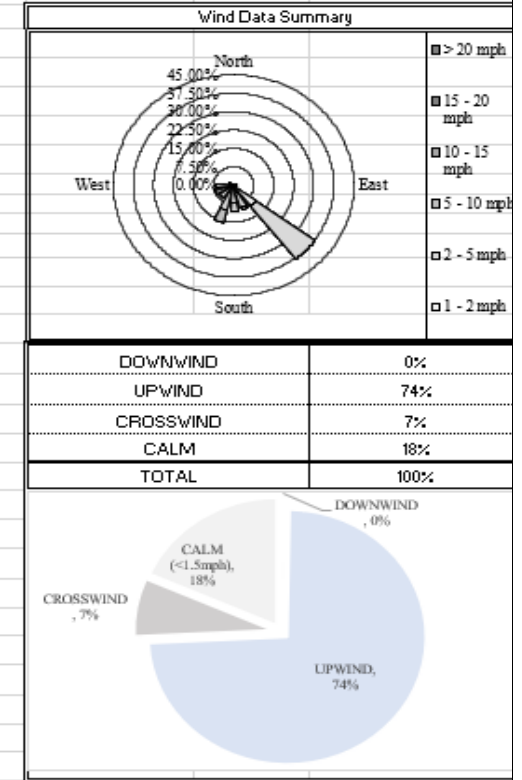 Wind Data Summary
North
45.00%
37.50%
30.00%
22.50%
15.00%
7.50%
0.00%
West
East
South
> 20 mph
15 - 20
mph
10 - 15
mph
5 - 10 mph
2 - 5 mph
1 - 2 mph
DOWNWIND 0%
UPWIND 74%
CROSSWIND 7%
CALM 18%
TOTAL 100%
DOWNWIND
, 0%
CALM
(<1.5mph),
18%
CROSSWIND
, 7%
UPWIND,
74%